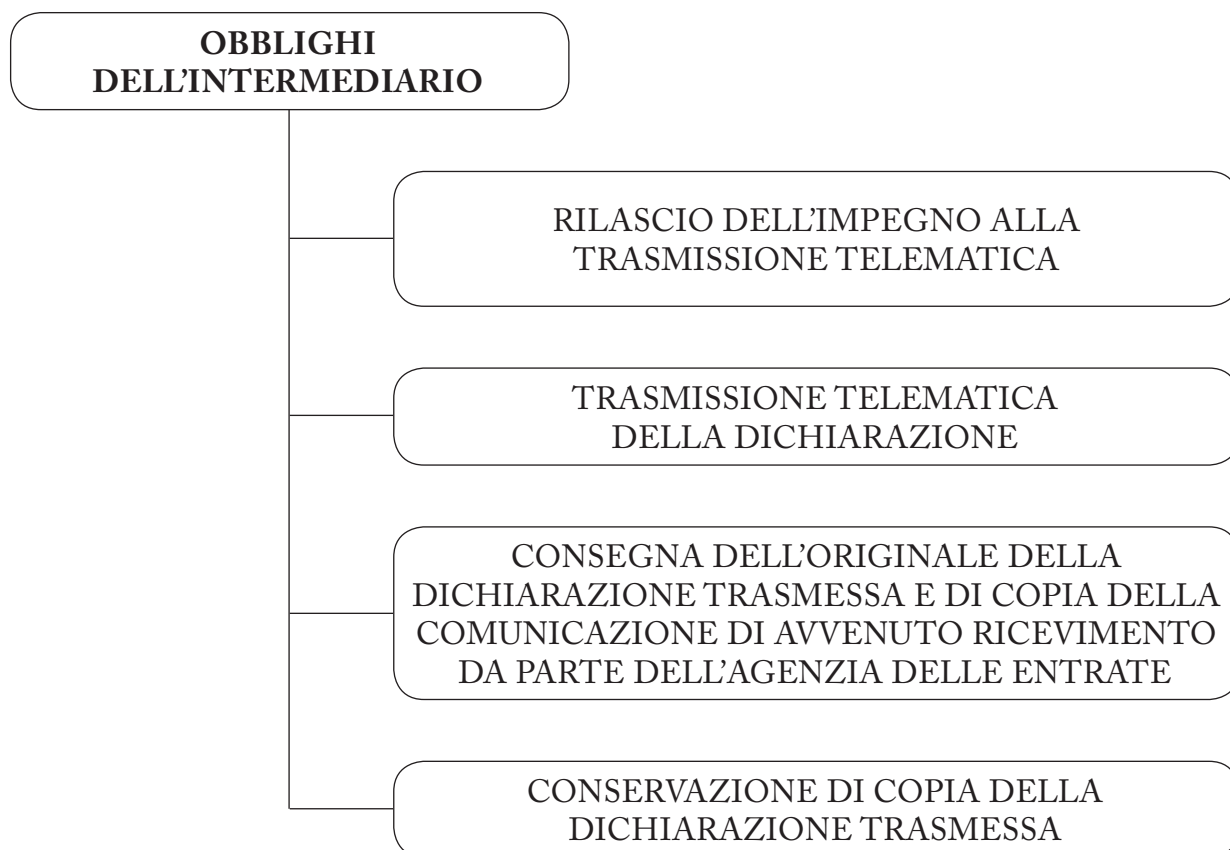 OBBLIGHI
DELL’INTERMEDIARIO
RILASCIO DELL’IMPEGNO ALLA
TRASMISSIONE TELEMATICA
TRASMISSIONE TELEMATICA
DELLA DICHIARAZIONE
CONSEGNA DELL’ORIGINALE DELLA
DICHIARAZIONE TRASMESSA E DI COPIA DELLA
COMUNICAZIONE DI AVVENUTO RICEVIMENTO
DA PARTE DELL’AGENZIA DELLE ENTRATE
CONSERVAZIONE DI COPIA DELLA
DICHIARAZIONE TRASMESSA